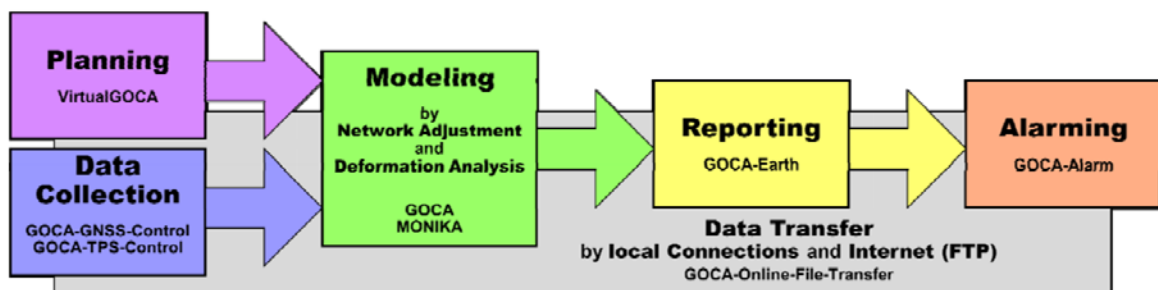 Planning
VirtualGOCA
Data
Collection
GOCA-GNSS-Control
GOCA-TPS-Control
Modeling
by
Network Adjustment
and
Deformation Analysis
GOCA
MONIKA
Reporting
GOCA-Earth
Alarming
GOCA-Alarm
Data Transfer
by local Connections and Internet (FTP)
GOCA-Online-File-Transfer